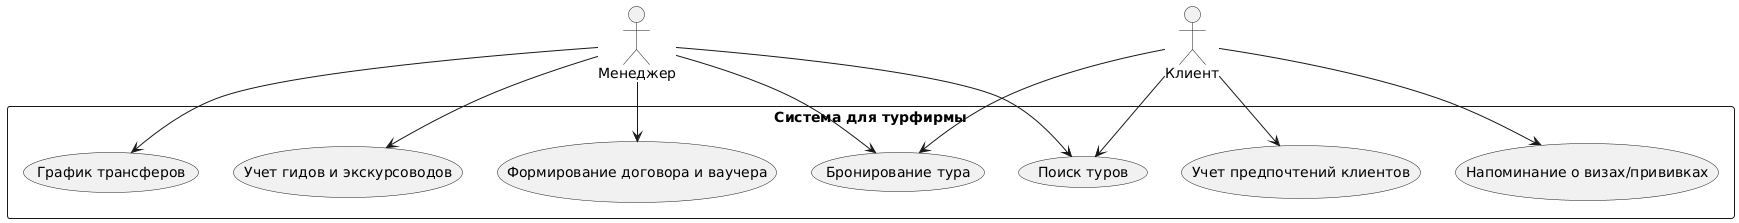 Менеджер
Клиент
Система для турфирмы
График трансферов
Учет гидов и экскурсоводов
Формирование договора и ваучера
Бронирование тура
Поиск туров
Учет предпочтений клиентов
Напоминание о визах/прививках